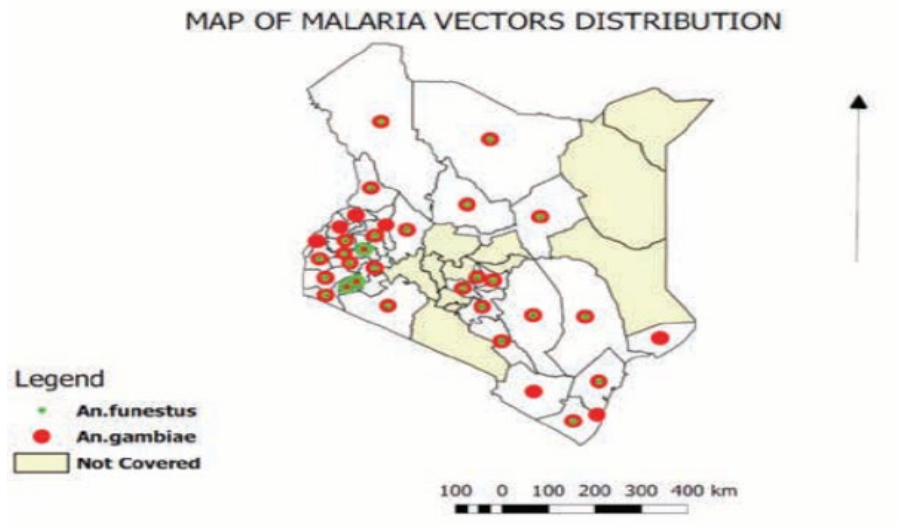 MAP OF MALARIA VECTORS DISTRIBUTION
Legend
An.funestus
An.gambiae
Not Covered
100 0 100 200 300 400 km